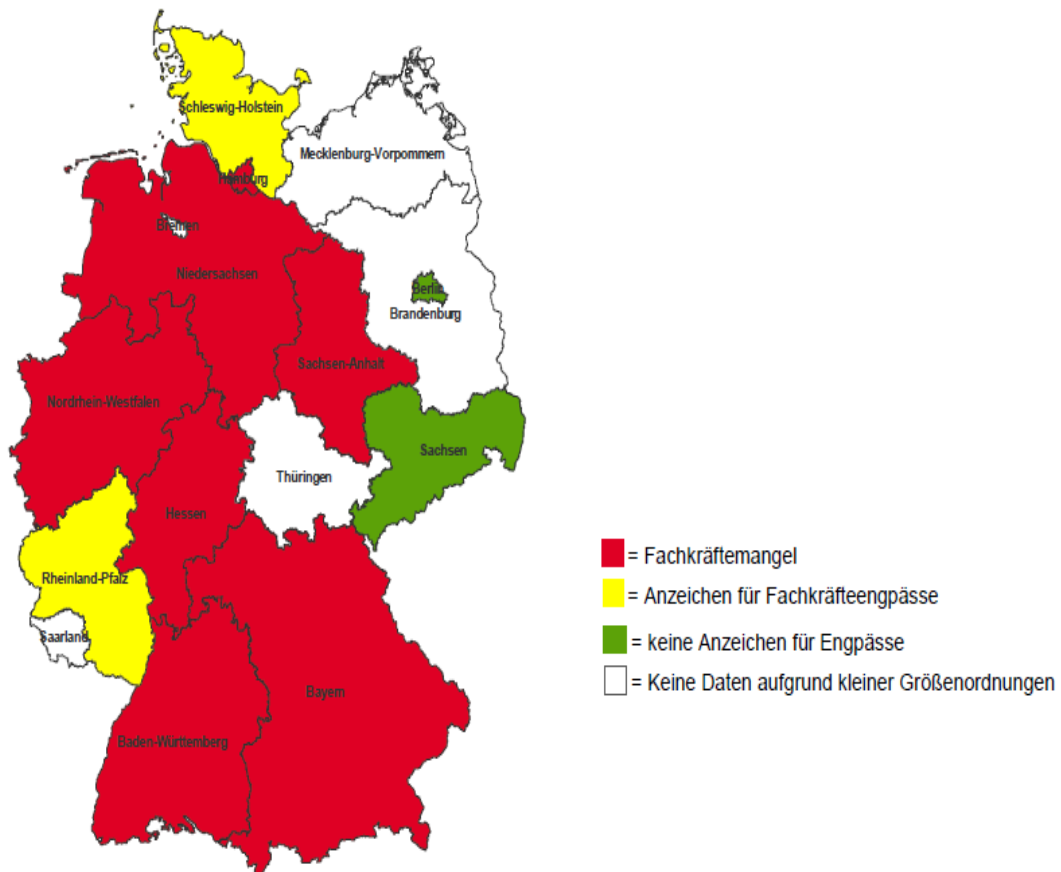 Schleswig-Holstein
Mecklenburg-Vorpommern
Hamburg
Bremen
Niedersachsen
Berlin
Brandenburg
Sachsen-Anhalt
Nordrhein-Westfalen
Sachsen
Thüringen
Hessen
= Fachkräftemangel
Rheinland-Pfalz
= Anzeichen für Fachkräfteengpässe
Saarland
= keine Anzeichen für Engpässe
= Keine Daten aufgrund kleiner Größenordnungen
Bayern
Baden-Württemberg